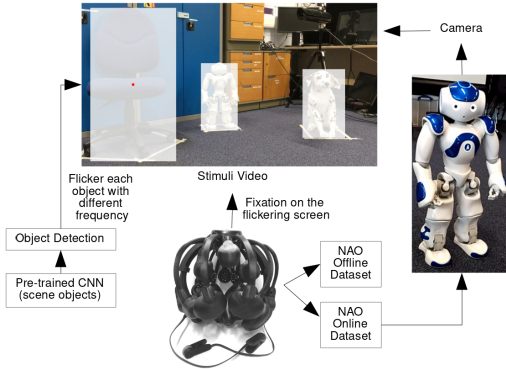 Camera
Stimuli Video
Flicker each
object with
different
frequency
Fixation on the
flickering screen
Object Detection
Pre-trained CNN
(scene objects)
NAO
Offline
Dataset
NAO
Online
Dataset